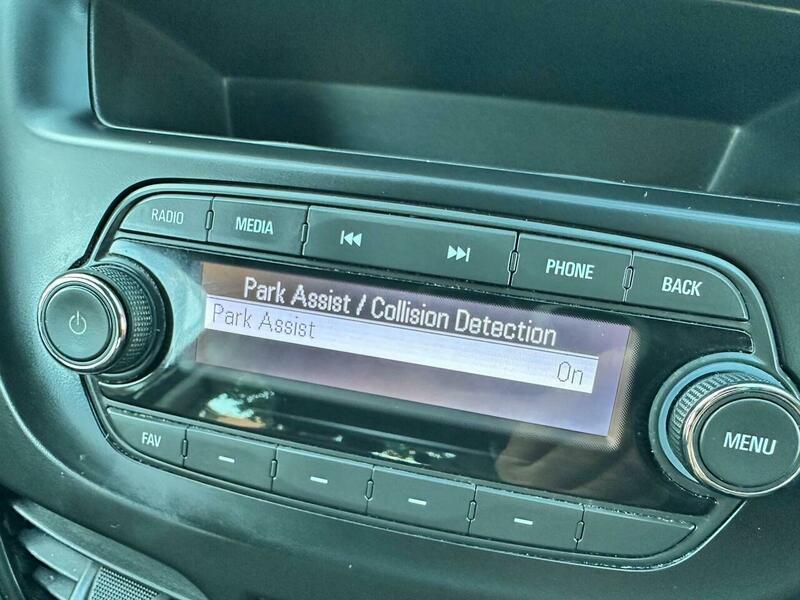 RADIO
MEDIA
PHONE
BACK
Park Assist / Collision Detection
Park Assist
On
MENU
FAV